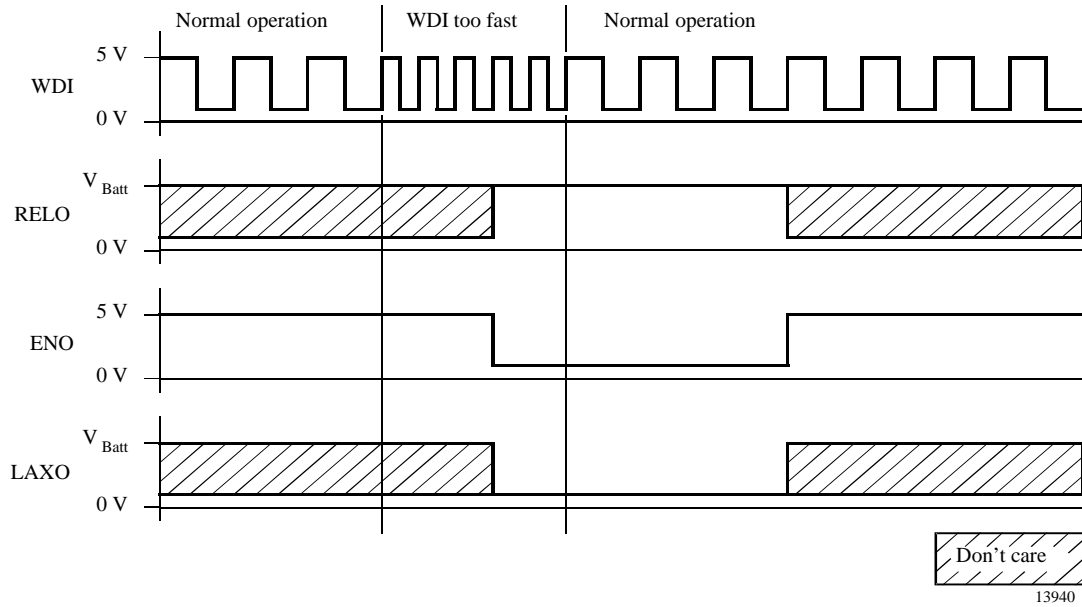 Normal operation WDI too fast Normal operation
5 V
WDI
0 V
V Batt
RELO
0 V
5 V
ENO
0 V
V Batt
LAXO
0 V
Don't care
13940